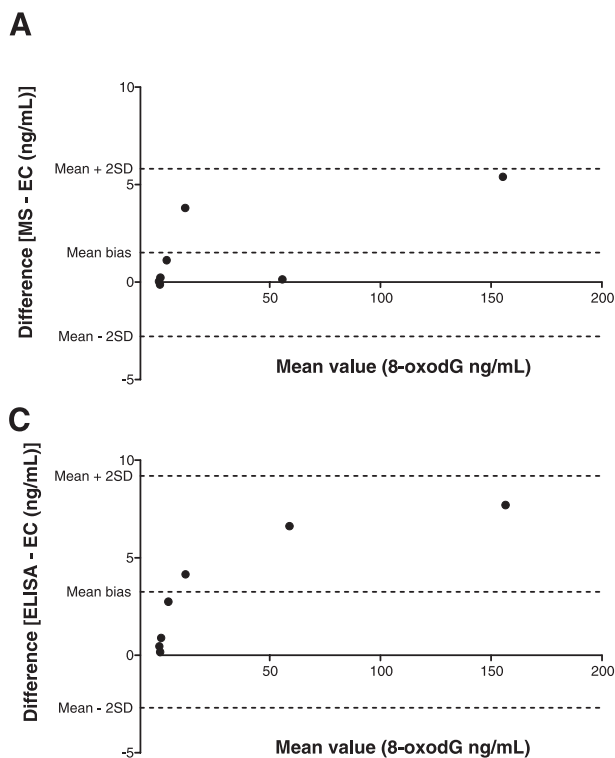 A
Difference [MS - EC (ng/mL)]
10
Mean + 2SD
5
Mean bias
0
50
100
150
200
Mean - 2SD
-5
Mean value (8-oxodG ng/mL)
C
Difference [ELISA - EC (ng/mL)]
10
Mean + 2SD
5
Mean bias
0
50
100
150
200
Mean - 2SD
-5
Mean value (8-oxodG ng/mL)